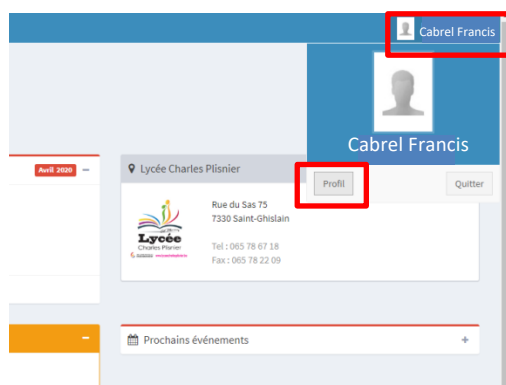 Cabrel Francis
Cabrel Francis
Profil
Quitter
Avril 2020
Lycée Charles Plisnier
Lycée
Charles Plisnier
Rue du Sas 75
7330 Saint-Ghislain
Tel : 065 78 67 18
Fax : 065 78 22 09
Prochains événements